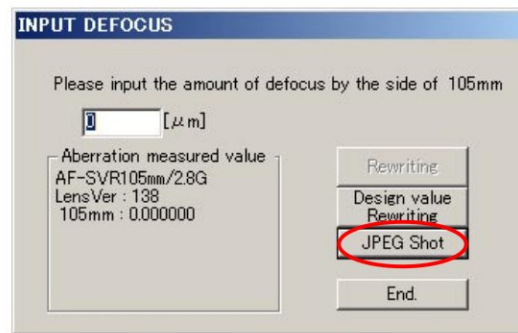 INPUT DEFOCUS
Please input the amount of defocus by the side of 105mm
0 [μm]
Aberration measured value
AF-SVR105mm/2.8G
LensVer : 138
105mm : 0.000000
Rewriting
Design value
Rewriting
JPEG Shot
End.